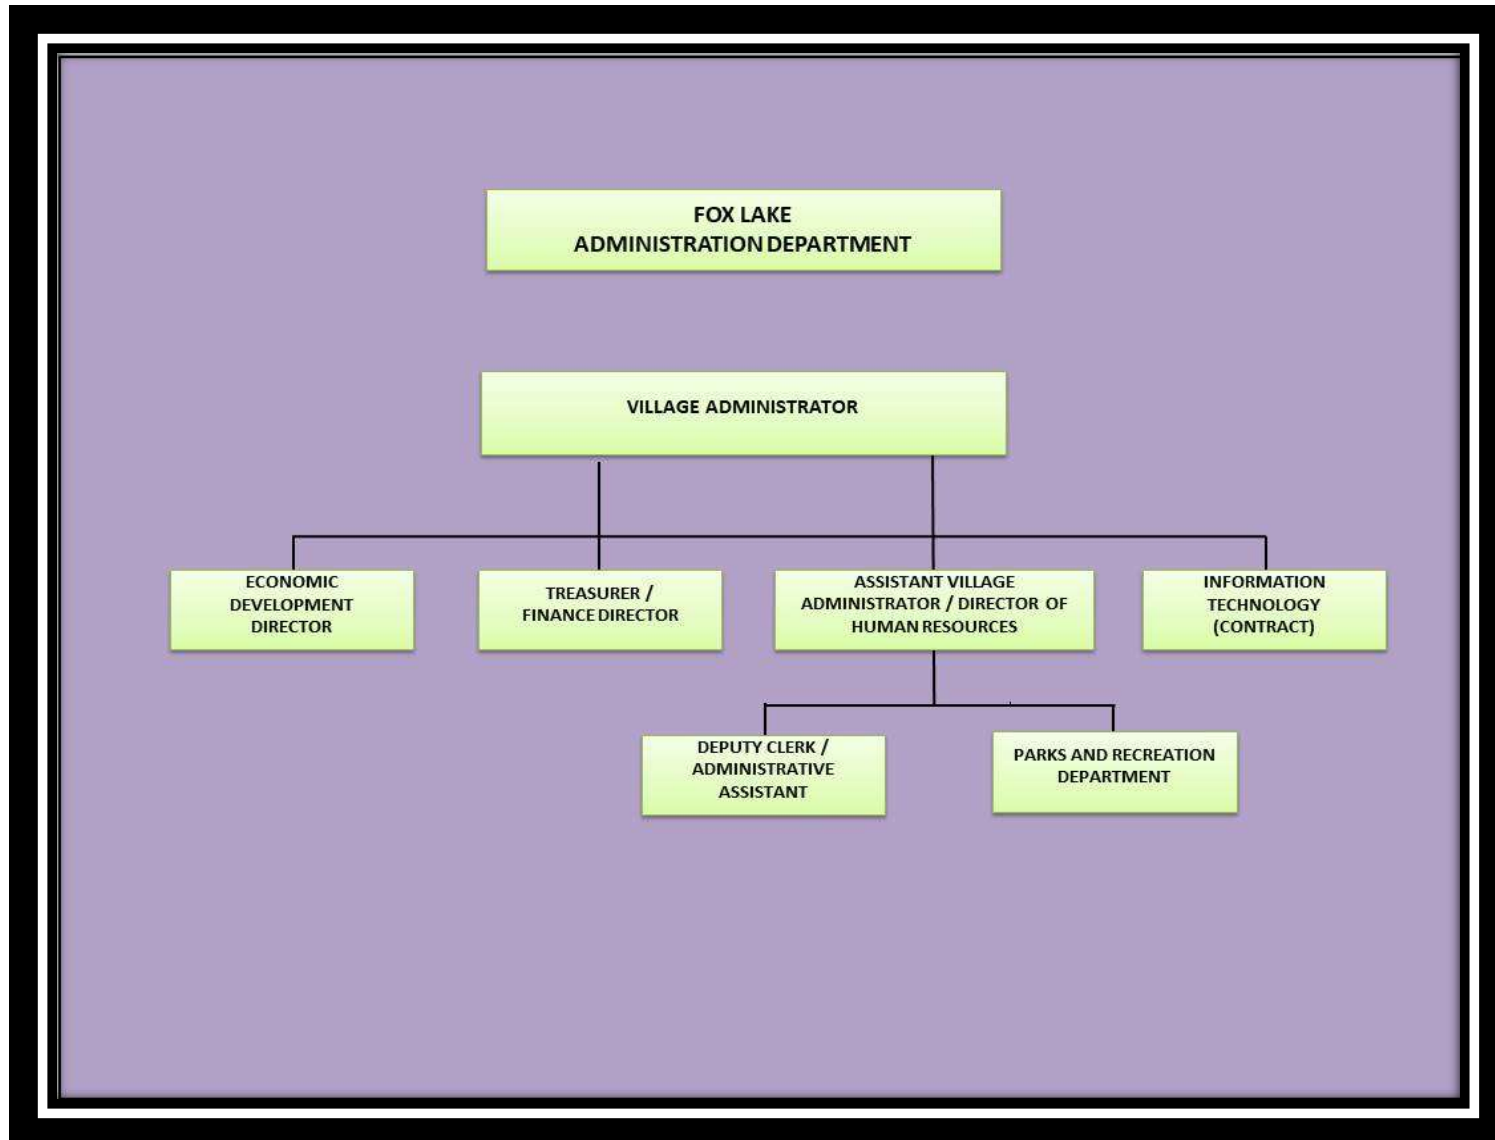 FOX LAKE
ADMINISTRATION DEPARTMENT
VILLAGE ADMINISTRATOR
ECONOMIC
DEVELOPMENT
DIRECTOR
TREASURER /
FINANCE DIRECTOR
ASSISTANT VILLAGE
ADMINISTRATOR / DIRECTOR OF
HUMAN RESOURCES
INFORMATION
TECHNOLOGY
(CONTRACT)
DEPUTY CLERK /
ADMINISTRATIVE
ASSISTANT
PARKS AND RECREATION
DEPARTMENT